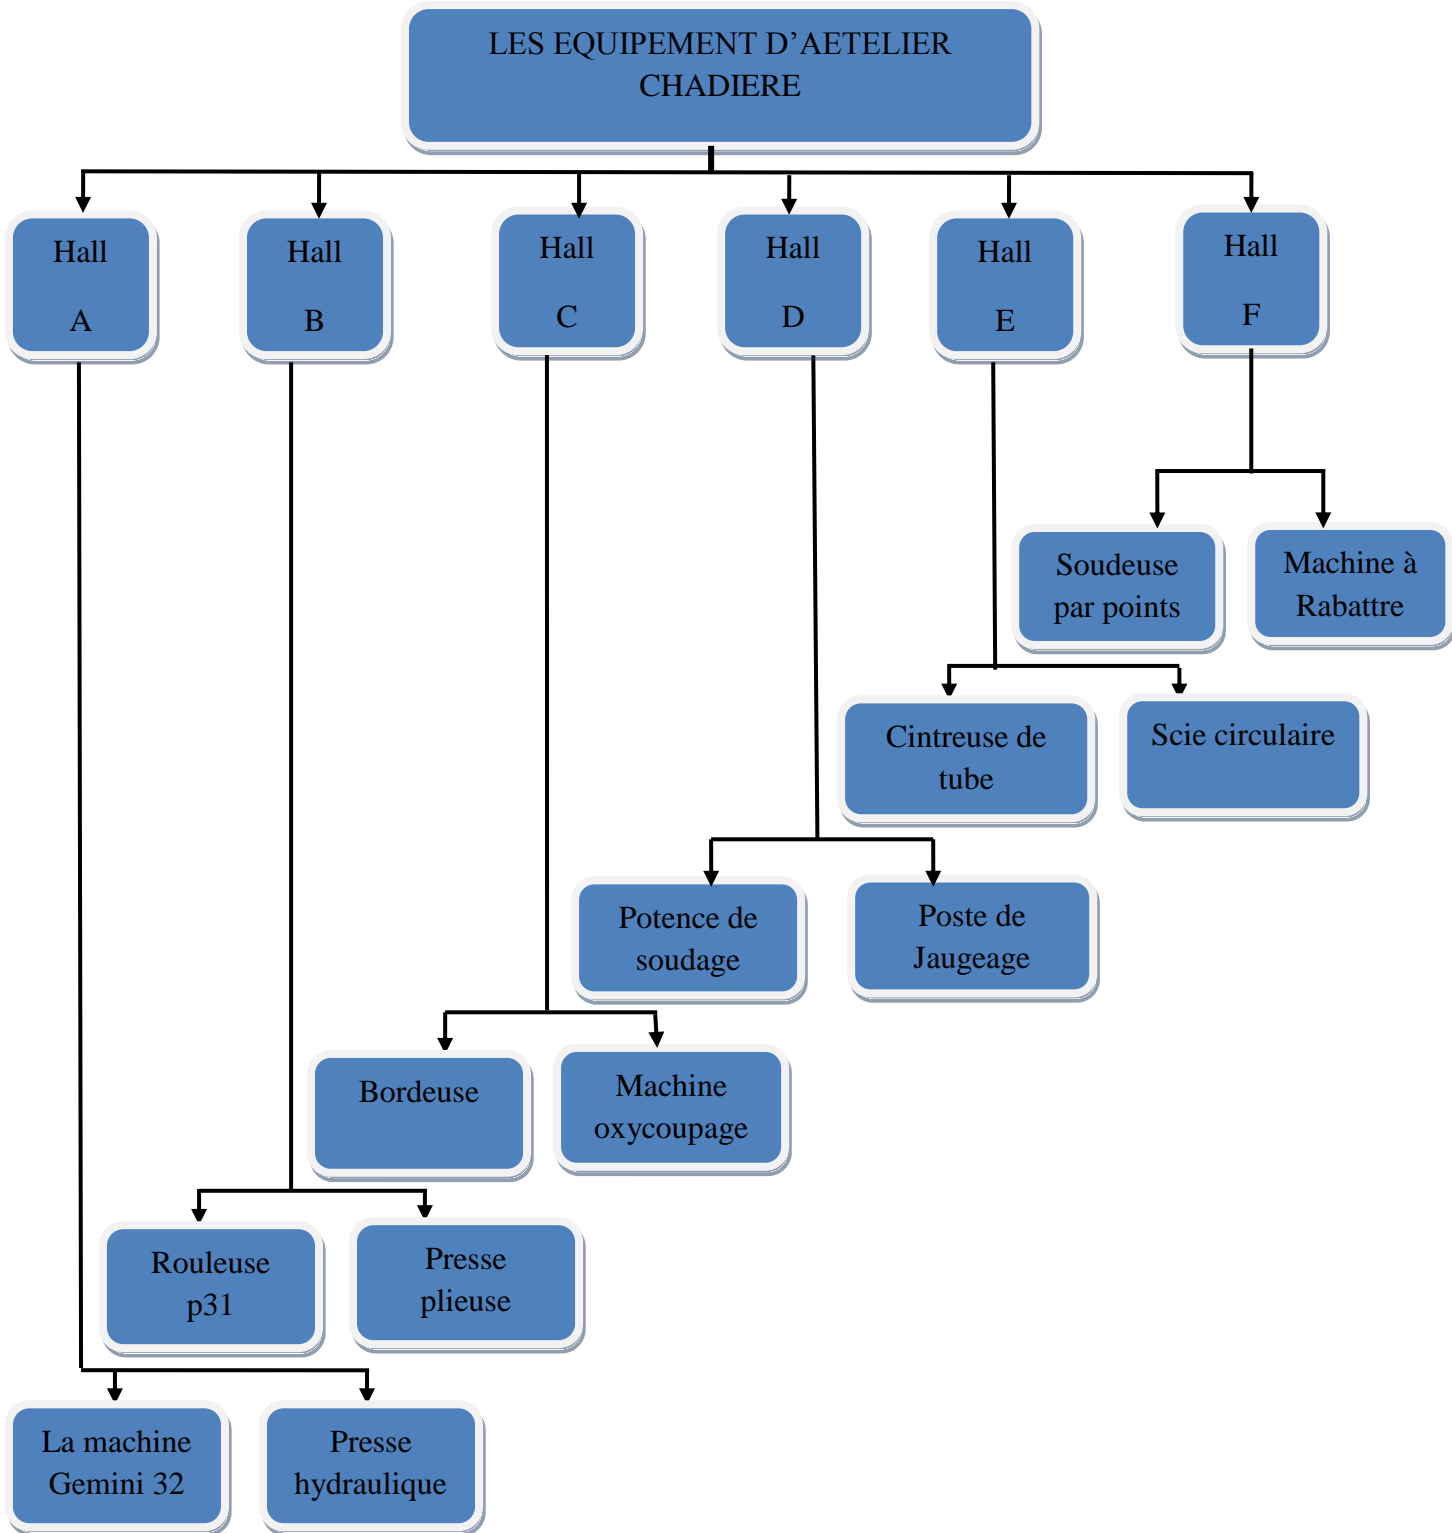 LES EQUIPEMENT D’AETELIER
CHADIERE
Hall
A
Hall
B
Hall
C
Hall
D
Hall
E
Hall
F
Soudeuse
par points
Machine à
Rabattre
Cintreuse de
tube
Scie circulaire
Potence de
soudage
Poste de
Jaugeage
Bordeuse
Machine
oxycoupage
Rouleuse
p31
Presse
plieuse
La machine
Gemini 32
Presse
hydraulique